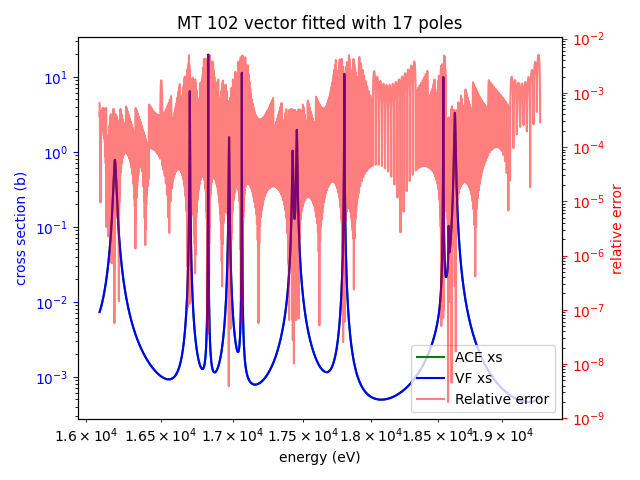 MT 102 vector fitted with 17 poles
cross section (b)
10¹
10⁰
10⁻¹
10⁻²
10⁻³
10⁻²
10⁻³
10⁻⁴
10⁻⁵
10⁻⁶
10⁻⁷
10⁻⁸
10⁻⁹
relative error
ACE xs
VF xs
Relative error
1.6 × 10⁴ 1.65 × 10⁴ 1.7 × 10⁴ 1.75 × 10⁴ 1.8 × 10⁴ 1.85 × 10⁴ 1.9 × 10⁴
energy (eV)